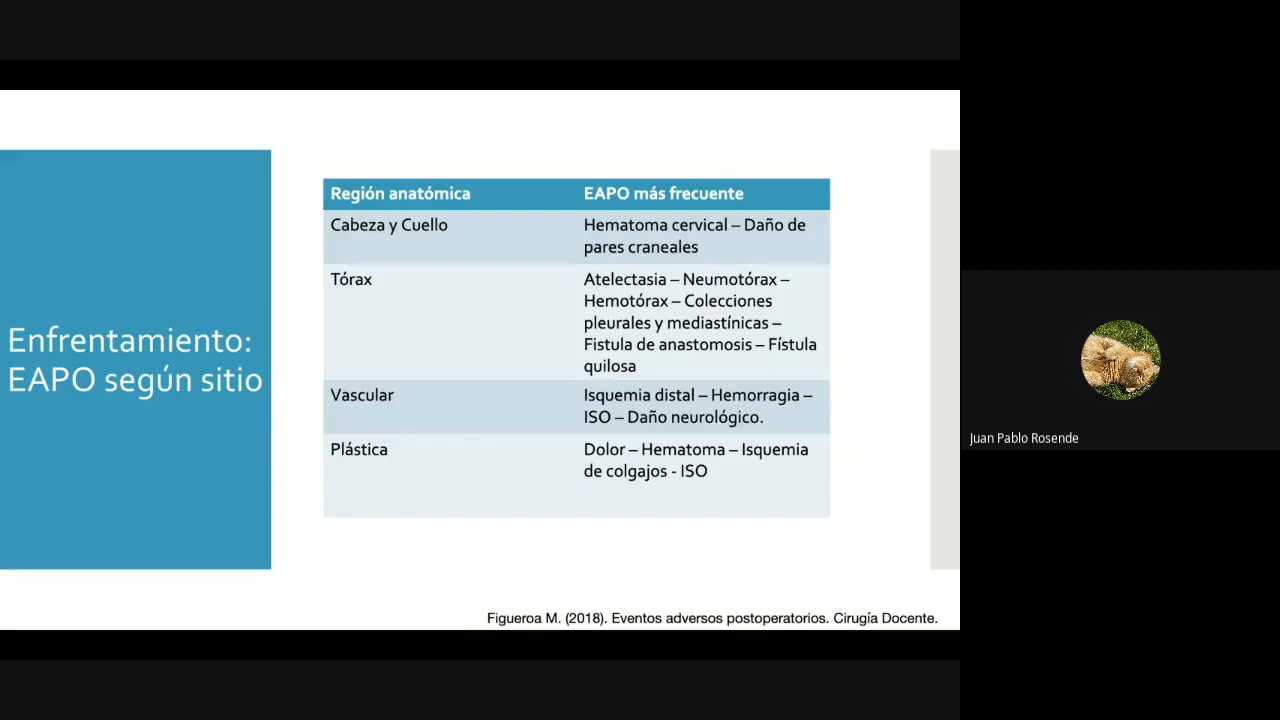 Enfrentamiento:
EAPO según sitio
Región anatómica
EAPO más frecuente
Cabeza y Cuello
Hematoma cervical – Daño de
pares craneales
Tórax
Atelectasia – Neumotórax –
Hemotórax – Colecciones
pleurales y mediastínicas –
Fistula de anastomosis – Fístula
quilosa
Vascular
Isquemia distal – Hemorragia –
ISO – Daño neurológico.
Plástica
Dolor – Hematoma – Isquemia
de colgajos - ISO
Figueroa M. (2018). Eventos adversos postoperatorios. Cirugía Docente.
Juan Pablo Rosende